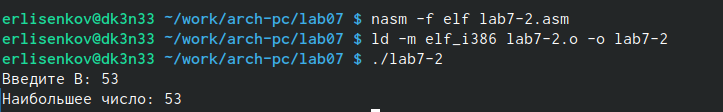 erlisenkov@dk3n33 ~/work/arch-pc/lab07 $ nasm -f elf lab7-2.asm
erlisenkov@dk3n33 ~/work/arch-pc/lab07 $ ld -m elf_i386 lab7-2.o -o lab7-2
erlisenkov@dk3n33 ~/work/arch-pc/lab07 $ ./lab7-2
Введите B: 53
Наибольшее число: 53